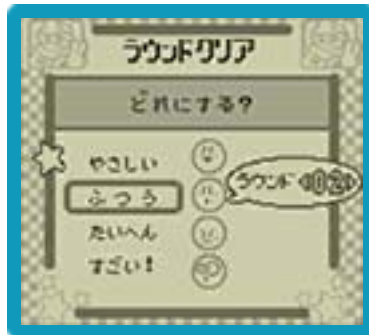 ラウンドクリア
どれにする?
やさしい
ふつう
ラウンド 02
たいへん
すごい!